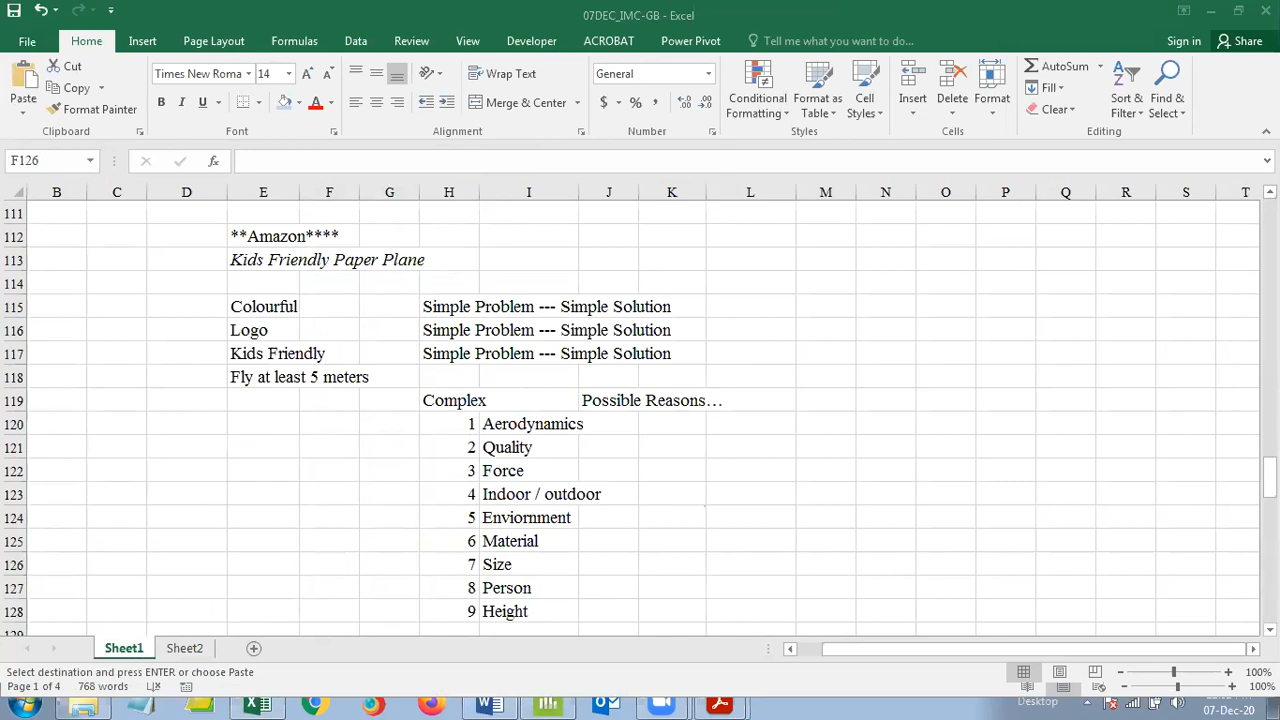 07DEC_IMC-GB - Excel
File Home Insert Page Layout Formulas Data Review View Developer ACROBAT Power Pivot Tell me what you want to do... Sign in Share
Paste Cut Copy Format Painter Clipboard
Times New Roma 14 B I U A Font
Wrap Text Merge & Center Alignment
General $ % , Number
Conditional Formatting Format as Table Cell Styles Styles
Insert Delete Format Cells
AutoSum Fill Clear Sort & Filter Find & Select Editing
F126 fx
B C D E F G H I J K L M N O P Q R S T
111
112 **Amazon****
113 Kids Friendly Paper Plane
114
115 Colourful Simple Problem --- Simple Solution
116 Logo Simple Problem --- Simple Solution
117 Kids Friendly Simple Problem --- Simple Solution
118 Fly at least 5 meters
119 Complex Possible Reasons...
120 1 Aerodynamics
121 2 Quality
122 3 Force
123 4 Indoor / outdoor
124 5 Enviornment
125 6 Material
126 7 Size
127 8 Person
128 9 Height
129
Sheet1 Sheet2
Select destination and press ENTER or choose Paste 100%
Page 1 of 4 768 words 100%
Desktop
07-Dec-20